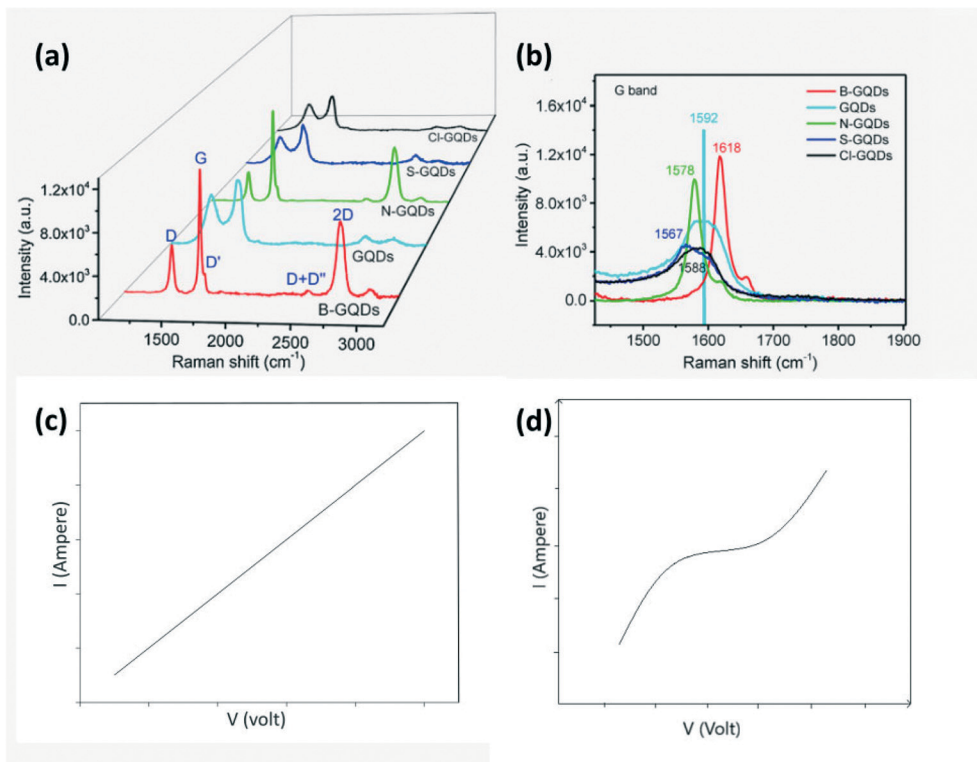 (a)
Intensity (a.u.)
1.2x10⁴
8.0x10³
4.0x10³
0.0
D
G
D'
D+D"
2D
Cl-GQDs
S-GQDs
N-GQDs
GQDs
B-GQDs
1500 2000 2500 3000
Raman shift (cm⁻¹)
(b)
G band
Intensity (a.u.)
1.6x10⁴
1.2x10⁴
8.0x10³
4.0x10³
0.0
1592
1618
1578
1567
1588
B-GQDs
GQDs
N-GQDs
S-GQDs
Cl-GQDs
1500 1600 1700 1800 1900
Raman shift (cm⁻¹)
(c)
I (Ampere)
V (volt)
(d)
I (Ampere)
V (Volt)